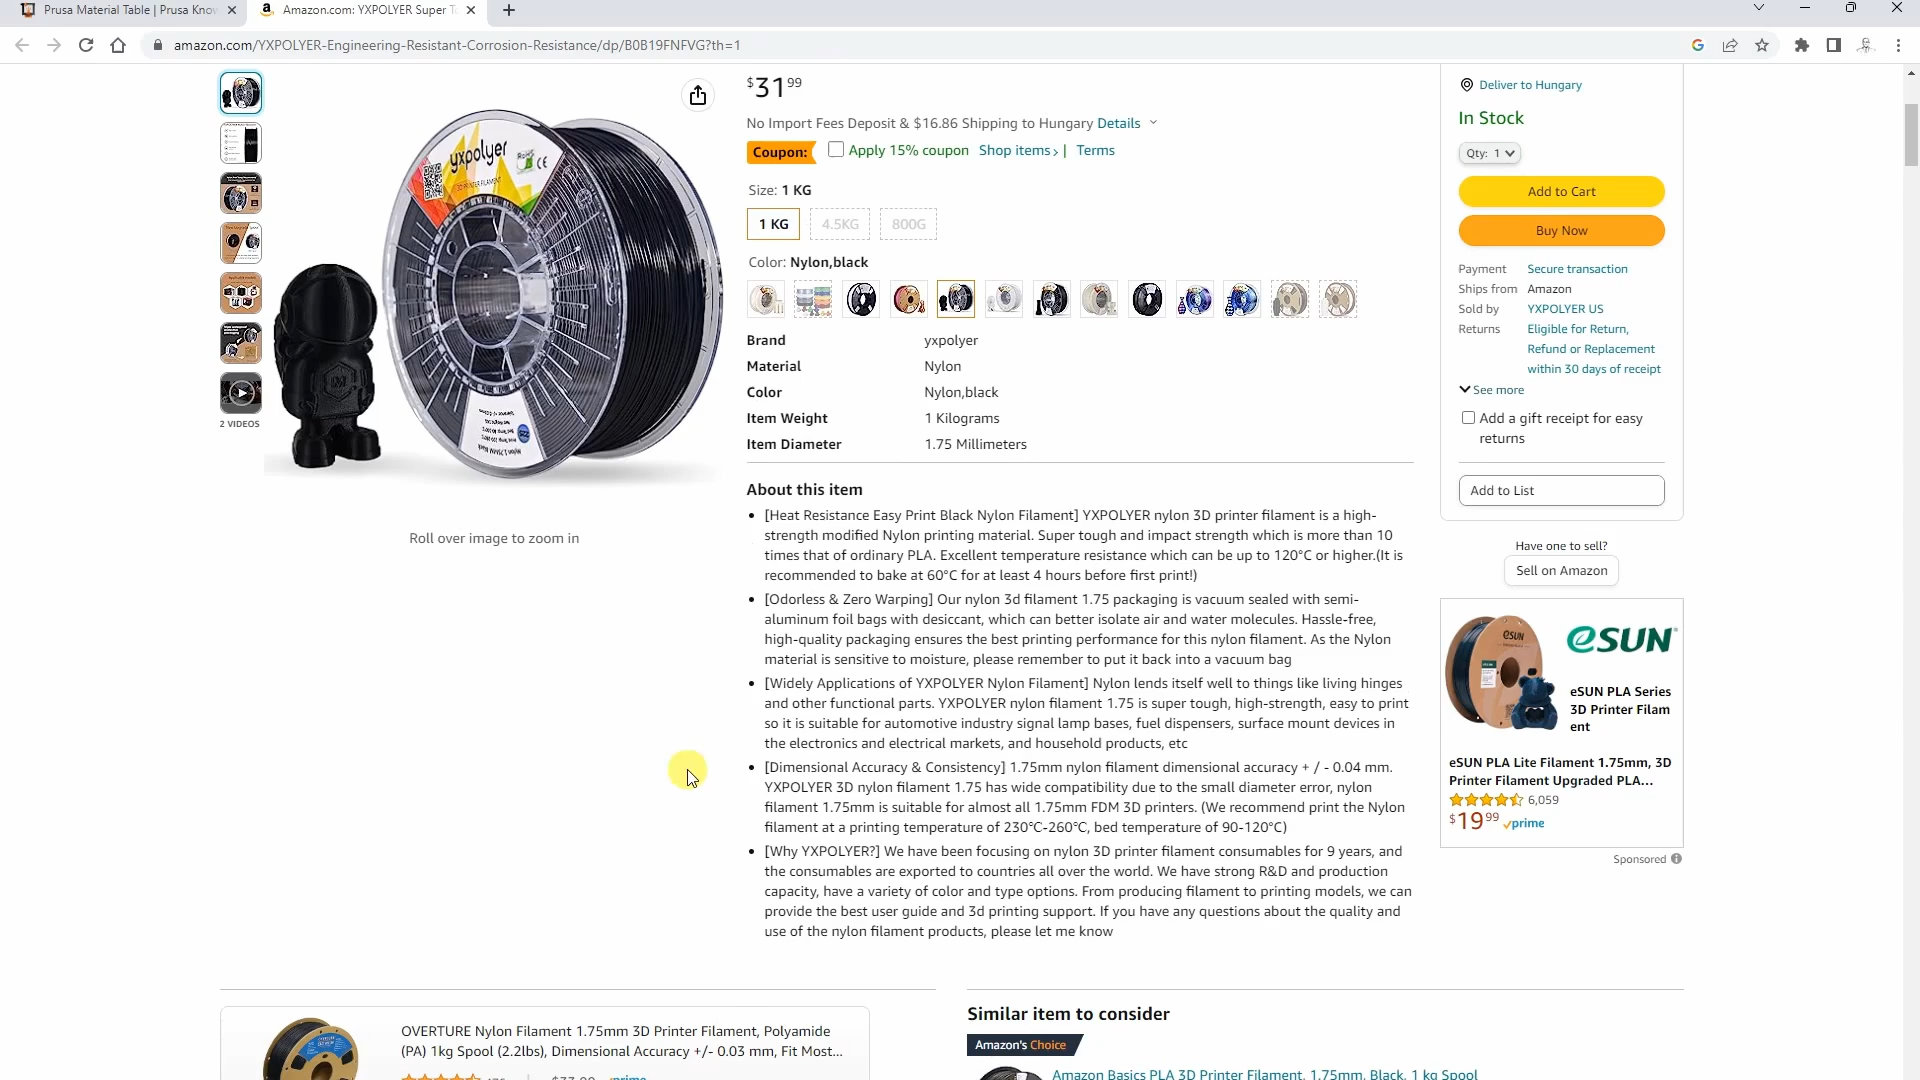 Prusa Material Table | Prusa Know
Amazon.com: YXPOLYER Super To
amazon.com/YXPOLYER-Engineering-Resistant-Corrosion-Resistance/dp/B0B19FNFVG?th=1
2 VIDEOS
yxpolyer
3D PRINTER FILAMENT
RoHS CE
Roll over image to zoom in
$31 99
No Import Fees Deposit & $16.86 Shipping to Hungary Details
Coupon: Apply 15% coupon Shop items › | Terms
Size: 1 KG
1 KG 4.5KG 800G
Color: Nylon,black
Brand yxpolyer
Material Nylon
Color Nylon,black
Item Weight 1 Kilograms
Item Diameter 1.75 Millimeters
About this item
• [Heat Resistance Easy Print Black Nylon Filament] YXPOLYER nylon 3D printer filament is a high-
strength modified Nylon printing material. Super tough and impact strength which is more than 10
times that of ordinary PLA. Excellent temperature resistance which can be up to 120°C or higher.(It is
recommended to bake at 60°C for at least 4 hours before first print!)
• [Odorless & Zero Warping] Our nylon 3d filament 1.75 packaging is vacuum sealed with semi-
aluminum foil bags with desiccant, which can better isolate air and water molecules. Hassle-free,
high-quality packaging ensures the best printing performance for this nylon filament. As the Nylon
material is sensitive to moisture, please remember to put it back into a vacuum bag
• [Widely Applications of YXPOLYER Nylon Filament] Nylon lends itself well to things like living hinges
and other functional parts. YXPOLYER nylon filament 1.75 is super tough, high-strength, easy to print
so it is suitable for automotive industry signal lamp bases, fuel dispensers, surface mount devices in
the electronics and electrical markets, and household products, etc
• [Dimensional Accuracy & Consistency] 1.75mm nylon filament dimensional accuracy + / - 0.04 mm.
YXPOLYER 3D nylon filament 1.75 has wide compatibility due to the small diameter error, nylon
filament 1.75mm is suitable for almost all 1.75mm FDM 3D printers. (We recommend print the Nylon
filament at a printing temperature of 230℃-260℃, bed temperature of 90-120°C)
• [Why YXPOLYER?] We have been focusing on nylon 3D printer filament consumables for 9 years, and
the consumables are exported to countries all over the world. We have strong R&D and production
capacity, have a variety of color and type options. From producing filament to printing models, we can
provide the best user guide and 3d printing support. If you have any questions about the quality and
use of the nylon filament products, please let me know
Deliver to Hungary
In Stock
Qty: 1
Add to Cart
Buy Now
Payment Secure transaction
Ships from Amazon
Sold by YXPOLYER US
Returns Eligible for Return,
Refund or Replacement
within 30 days of receipt
See more
Add a gift receipt for easy
returns
Add to List
Have one to sell?
Sell on Amazon
eSUN
eSUN PLA Series
3D Printer Filam
ent
eSUN PLA Lite Filament 1.75mm, 3D
Printer Filament Upgraded PLA...
6,059
$19 99 prime
Sponsored
OVERTURE Nylon Filament 1.75mm 3D Printer Filament, Polyamide
(PA) 1kg Spool (2.2lbs), Dimensional Accuracy +/- 0.03 mm, Fit Most...
prime
Similar item to consider
Amazon's Choice
Amazon Basics PLA 3D Printer Filament, 1.75mm, Black, 1 kg Spool